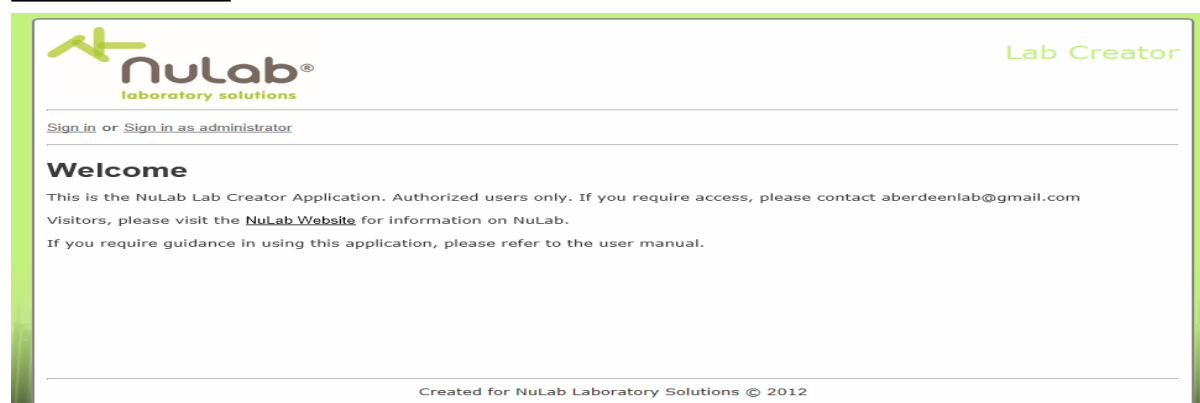 NuLab®
laboratory solutions
Lab Creator
Sign in or Sign in as administrator
Welcome
This is the NuLab Lab Creator Application. Authorized users only. If you require access, please contact aberdeenlab@gmail.com
Visitors, please visit the NuLab Website for information on NuLab.
If you require guidance in using this application, please refer to the user manual.
Created for NuLab Laboratory Solutions © 2012